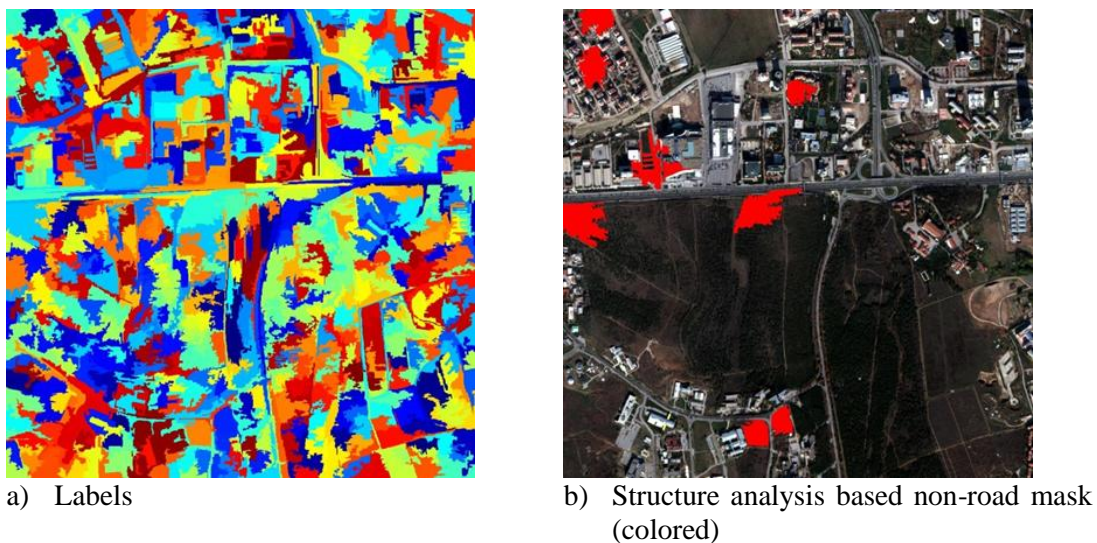 a) Labels
b) Structure analysis based non-road mask
(colored)